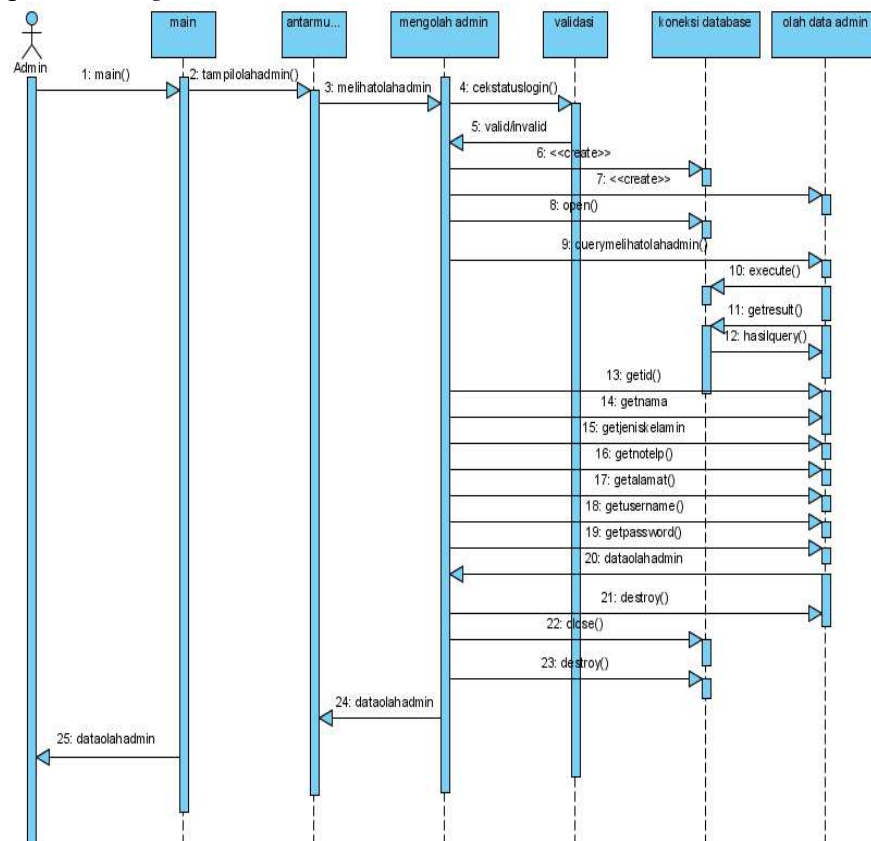 main
antarmu...
mengolah admin
validasi
koneksi database
olah data admin
Admin
1: main()
2: tampilolahadmin()
3: melihatolahadmin
4: cekstatuslogin()
5: valid/invalid
6: <<create>>
7: <<create>>
8: open()
9: querymelihatolahadmin()
10: execute()
11: getresult()
12: hasilquery()
13: getid()
14: getnama
15: getjeniskelamin
16: getnotelp()
17: getalamat()
18: getusername()
19: getpassword()
20: dataolahadmin
21: destroy()
22: close()
23: destroy()
24: dataolahadmin
25: dataolahadmin